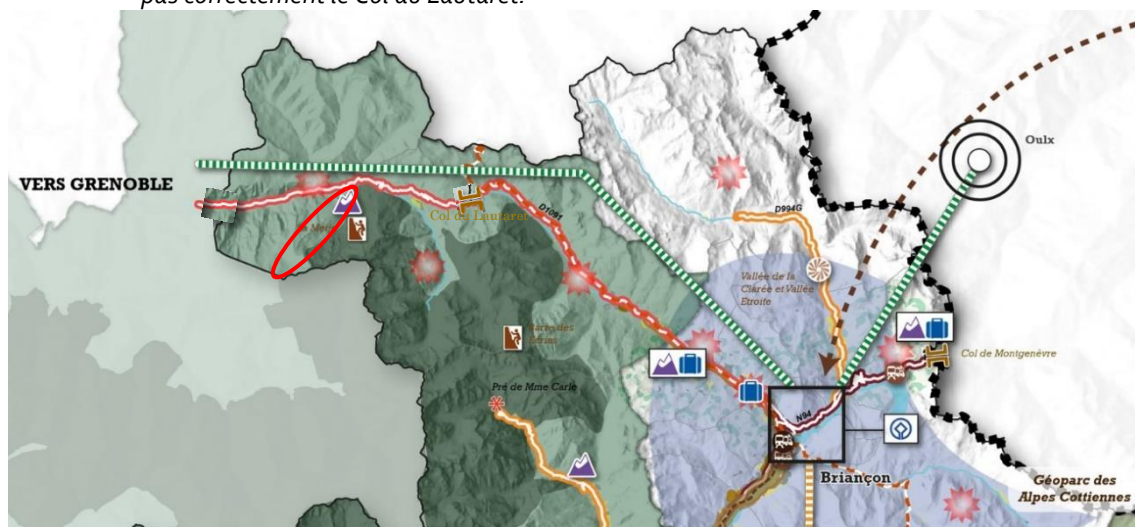 pas correctement le Col du Lautaret.
Oulx
VERS GRENOBLE
D994G
Col du Lautaret
D1091
Vallée de la
Clarée et Vallée
Etroite
Col de Montgenèvre
Pré de Mme Carle
N94
Briançon
Géoparc des
Alpes Cottiennes